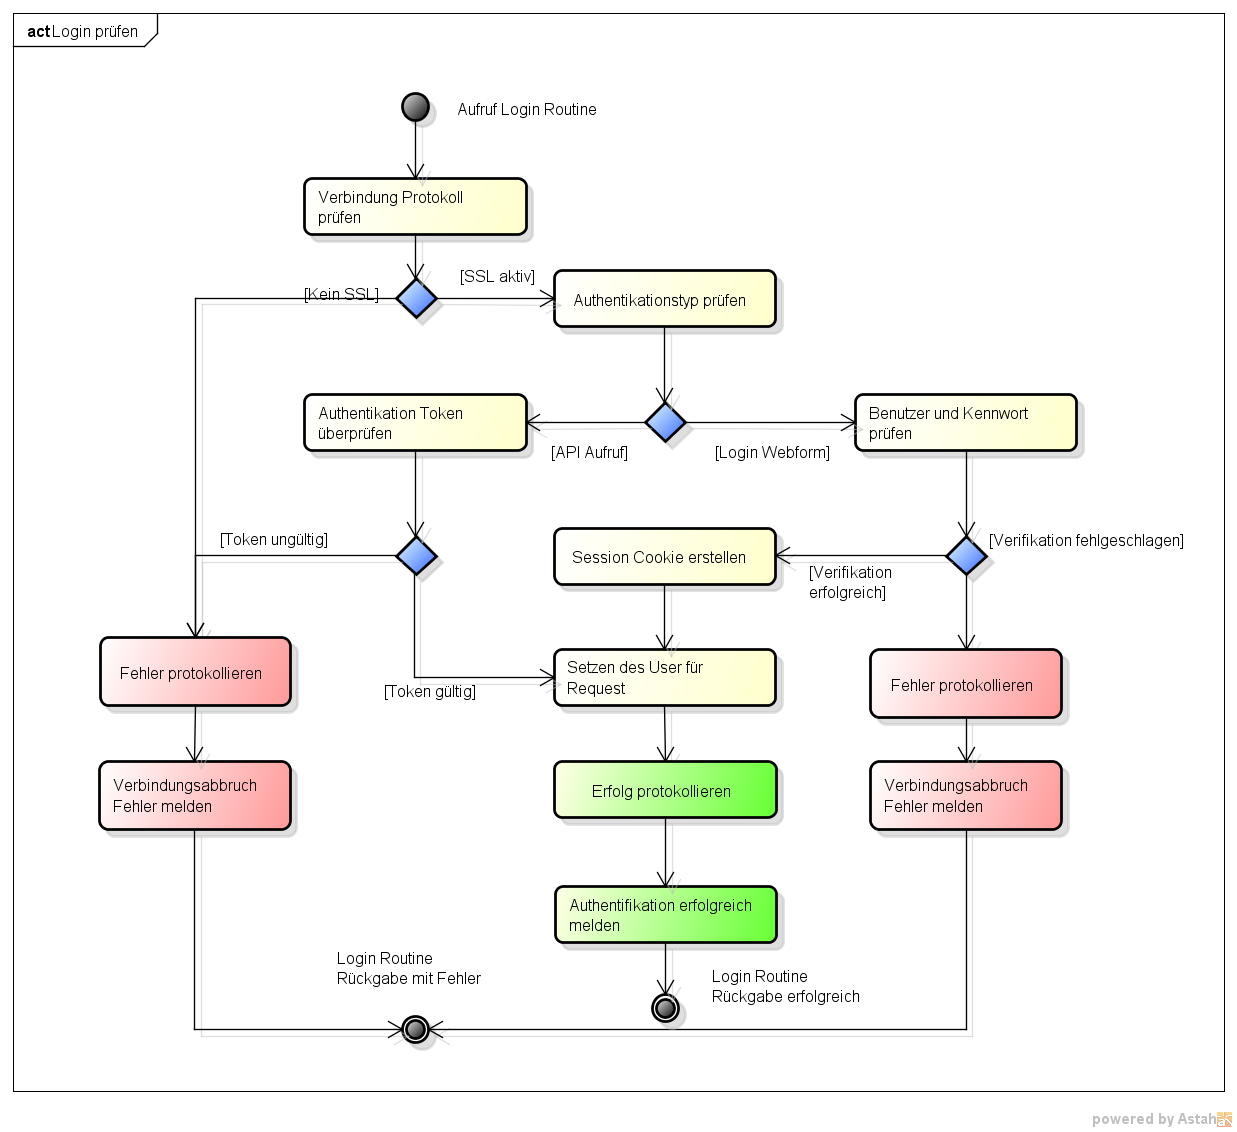 act Login prüfen
Aufruf Login Routine
Verbindung Protokoll
prüfen
[SSL aktiv]
[Kein SSL]
Authentikationstyp prüfen
Authentikation Token
überprüfen
Benutzer und Kennwort
prüfen
[API Aufruf]
[Login Webform]
[Token ungültig]
[Verifikation fehlgeschlagen]
Session Cookie erstellen
[Verifikation
erfolgreich]
Setzen des User für
Request
Fehler protokollieren
Fehler protokollieren
[Token gültig]
Verbindungsabbruch
Fehler melden
Erfolg protokollieren
Verbindungsabbruch
Fehler melden
Authentifikation erfolgreich
melden
Login Routine
Rückgabe mit Fehler
Login Routine
Rückgabe erfolgreich
powered by Astah